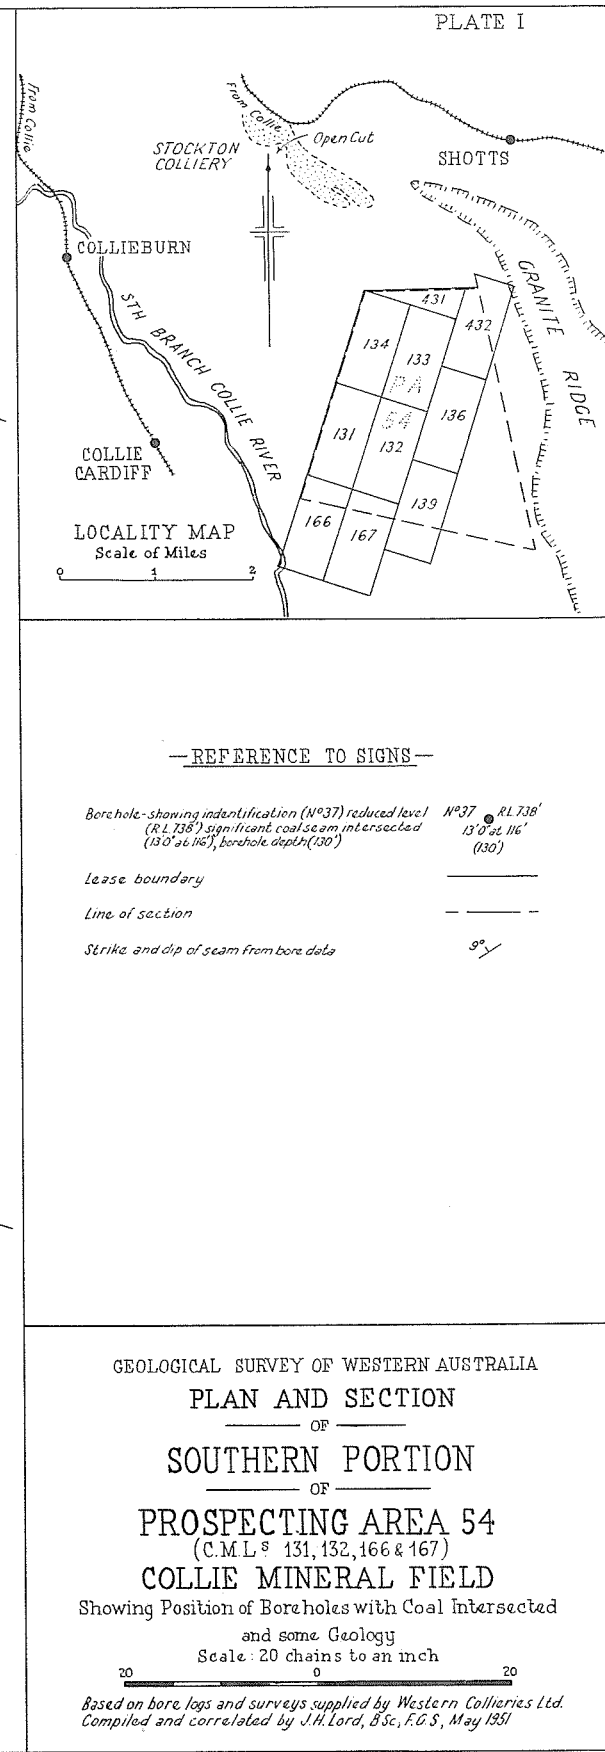 PLATE I
From Collie
From Collie
Open Cut
STOCKTON
COLLIERY
SHOTTS
COLLIEBURN
STH BRANCH COLLIE RIVER
GRANITE RIDGE
431
432
134
133
PA
54
136
131
132
139
166
167
COLLIE
CARDIFF
LOCALITY MAP
Scale of Miles
0 1 2
REFERENCE TO SIGNS
Borehole-showing indentification (Nº37) reduced level
(R.L.738') significant coal seam intersected
(13'0" at 116'), borehole depth (130')
Nº37 R.L.738'
13'0" at 116'
(130')
Lease boundary
Line of section
Strike and dip of seam from bore data
9°
GEOLOGICAL SURVEY OF WESTERN AUSTRALIA
PLAN AND SECTION
OF
SOUTHERN PORTION
OF
PROSPECTING AREA 54
(C.M.Lˢ 131, 132, 166 & 167)
COLLIE MINERAL FIELD
Showing Position of Boreholes with Coal Intersected
and some Geology
Scale: 20 chains to an inch
20 0 20
Based on bore logs and surveys supplied by Western Collieries Ltd.
Compiled and correlated by J.H. Lord, B.Sc, F.G.S, May 1951